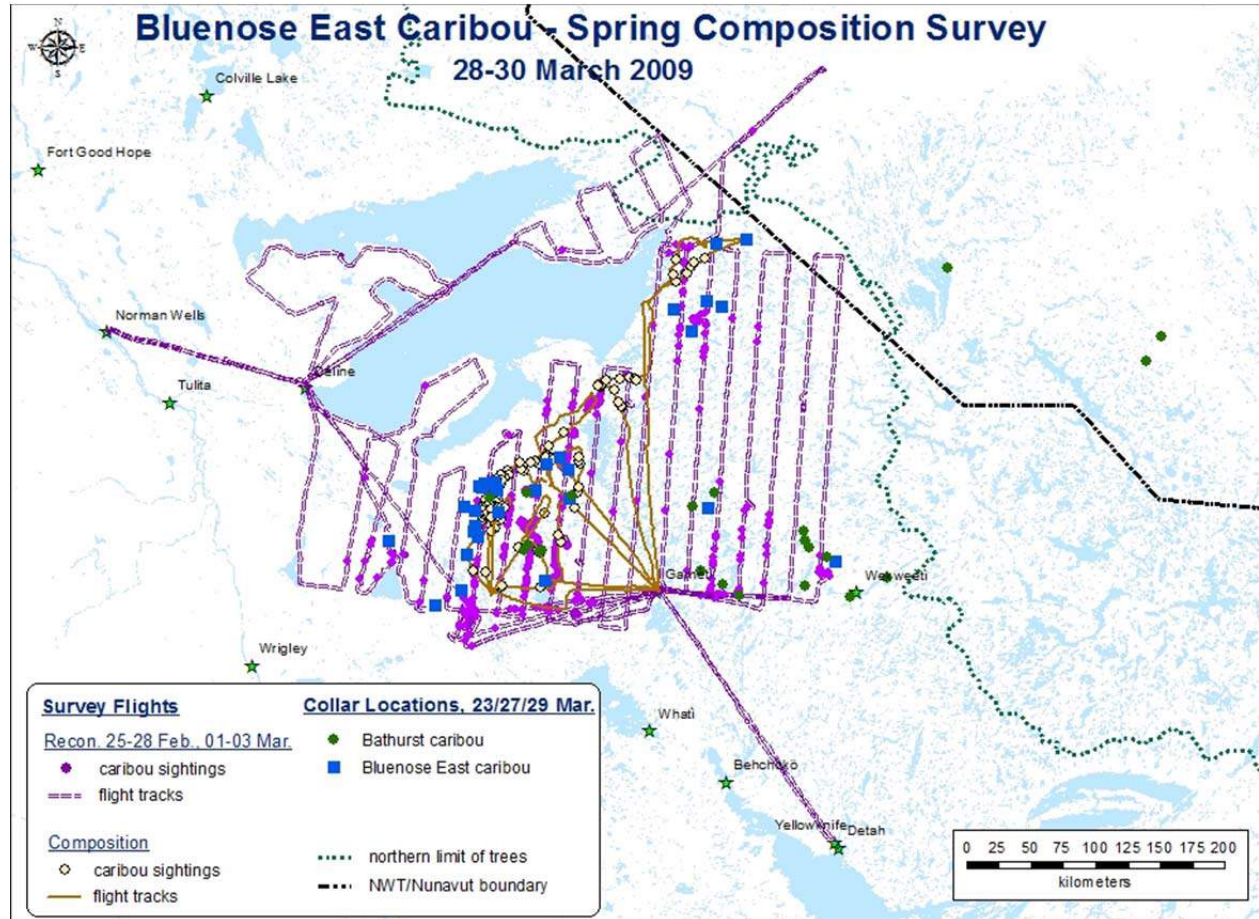 Bluenose East Caribou - Spring Composition Survey
28-30 March 2009
N
W E
S
Colville Lake
Fort Good Hope
Norman Wells
Tulita
Deline
Wekweeti
Wrigley
Whatì
Behchokö
Yellowknife
Detah
Survey Flights
Recon. 25-28 Feb., 01-03 Mar.
caribou sightings
flight tracks
Composition
caribou sightings
flight tracks
Collar Locations, 23/27/29 Mar.
Bathurst caribou
Bluenose East caribou
northern limit of trees
NWT/Nunavut boundary
0 25 50 75 100 125 150 175 200
kilometers